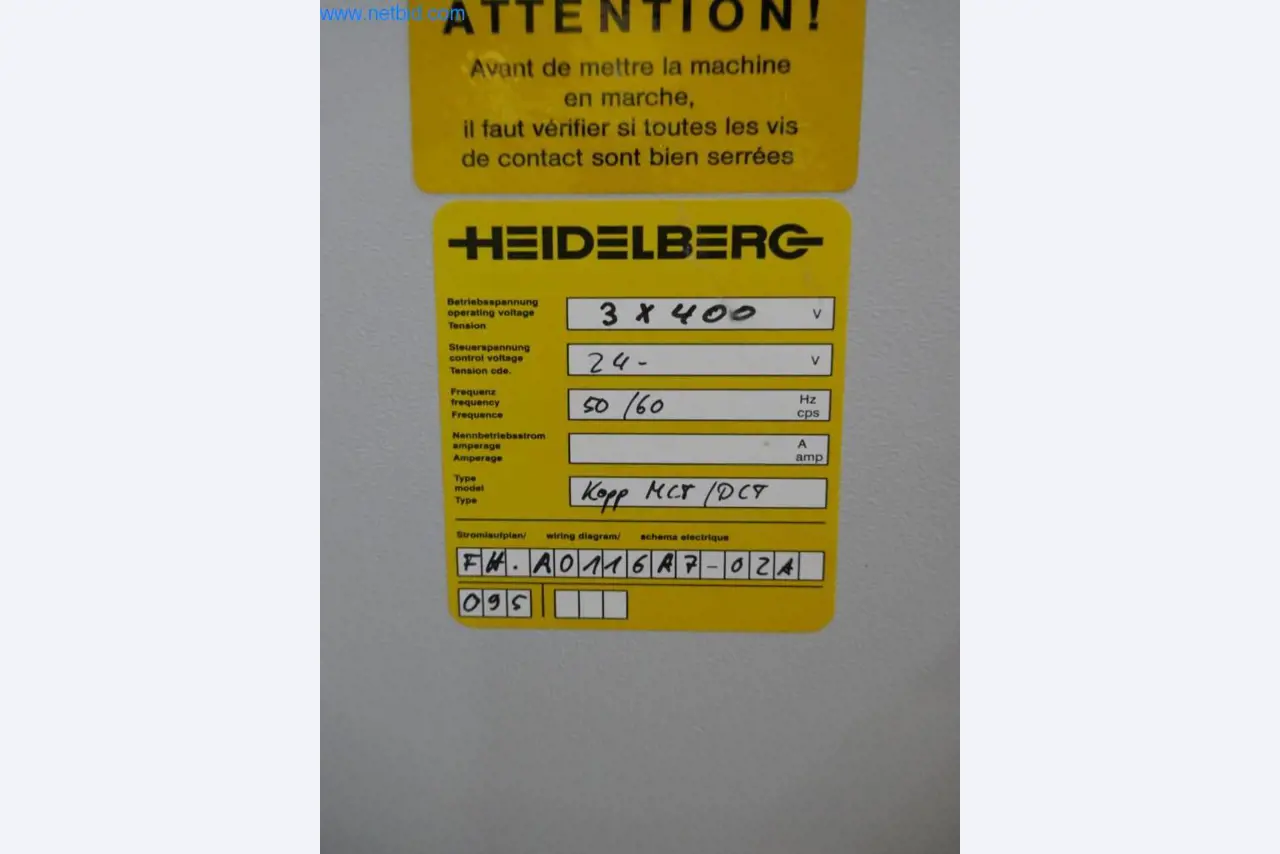 www.netbid.com
ATTENTION!
Avant de mettre la machine
en marche,
il faut vérifier si toutes les vis
de contact sont bien serrées
HEIDELBERG
Betriebsspannung
operating voltage
Tension
3 X 400 V
Steuerspannung
control voltage
Tension cde.
24- V
Frequenz
frequency
Frequence
50/60 Hz
cps
Nennbetriebsstrom
amperage
Amperage
A
amp
Type
model
Type
Kopp MCT/DCT
Stromlaufplan/ wiring diagram/ schema electrique
FH.A0116A7-02A
095